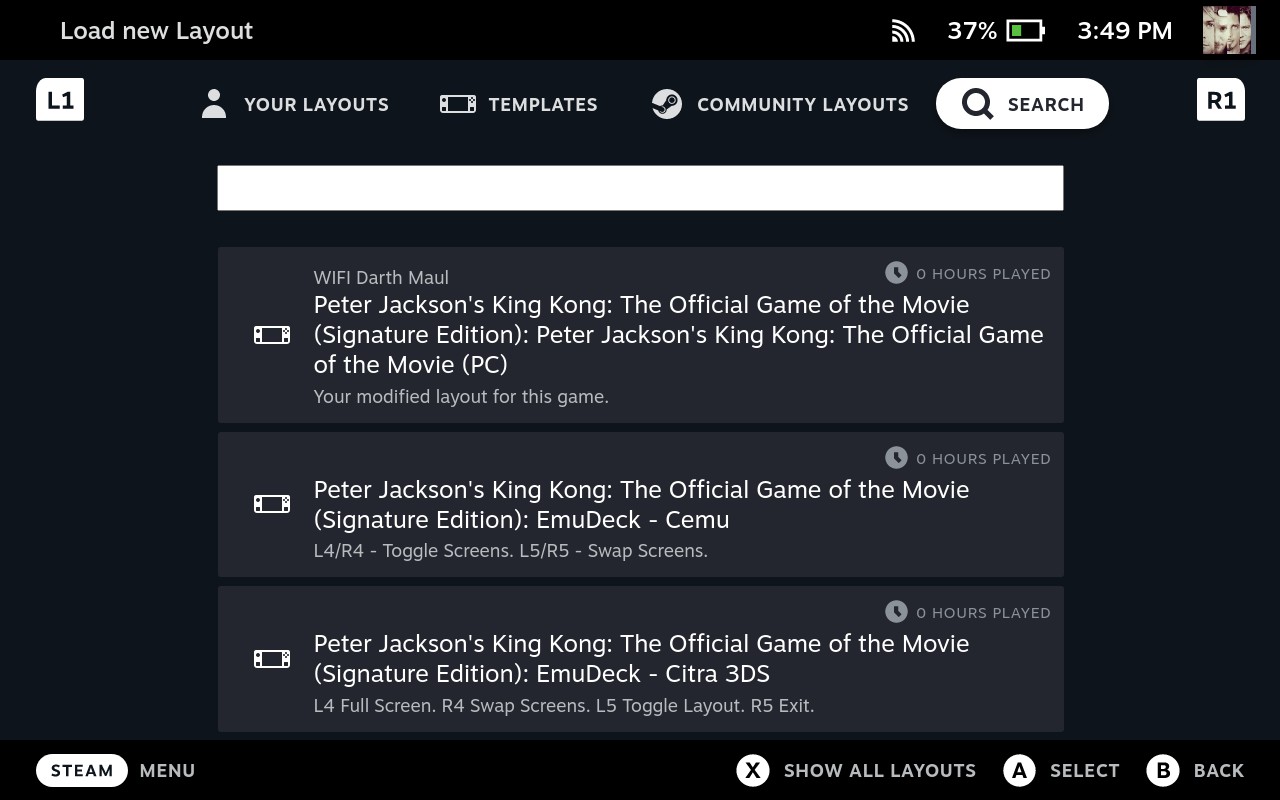 Load new Layout
37%
3:49 PM
L1
YOUR LAYOUTS
TEMPLATES
COMMUNITY LAYOUTS
SEARCH
R1
WIFI Darth Maul
0 HOURS PLAYED
Peter Jackson's King Kong: The Official Game of the Movie
(Signature Edition): Peter Jackson's King Kong: The Official Game
of the Movie (PC)
Your modified layout for this game.
0 HOURS PLAYED
Peter Jackson's King Kong: The Official Game of the Movie
(Signature Edition): EmuDeck - Cemu
L4/R4 - Toggle Screens. L5/R5 - Swap Screens.
0 HOURS PLAYED
Peter Jackson's King Kong: The Official Game of the Movie
(Signature Edition): EmuDeck - Citra 3DS
L4 Full Screen. R4 Swap Screens. L5 Toggle Layout. R5 Exit.
STEAM MENU
X SHOW ALL LAYOUTS
A SELECT
B BACK